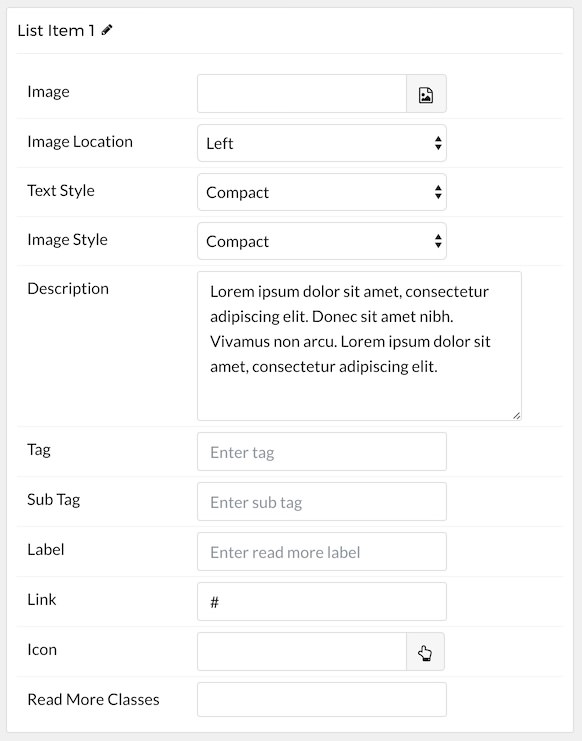 List Item 1
Image
Image Location
Left
Text Style
Compact
Image Style
Compact
Description
Lorem ipsum dolor sit amet, consectetur
adipiscing elit. Donec sit amet nibh.
Vivamus non arcu. Lorem ipsum dolor sit
amet, consectetur adipiscing elit.
Tag
Enter tag
Sub Tag
Enter sub tag
Label
Enter read more label
Link
#
Icon
Read More Classes